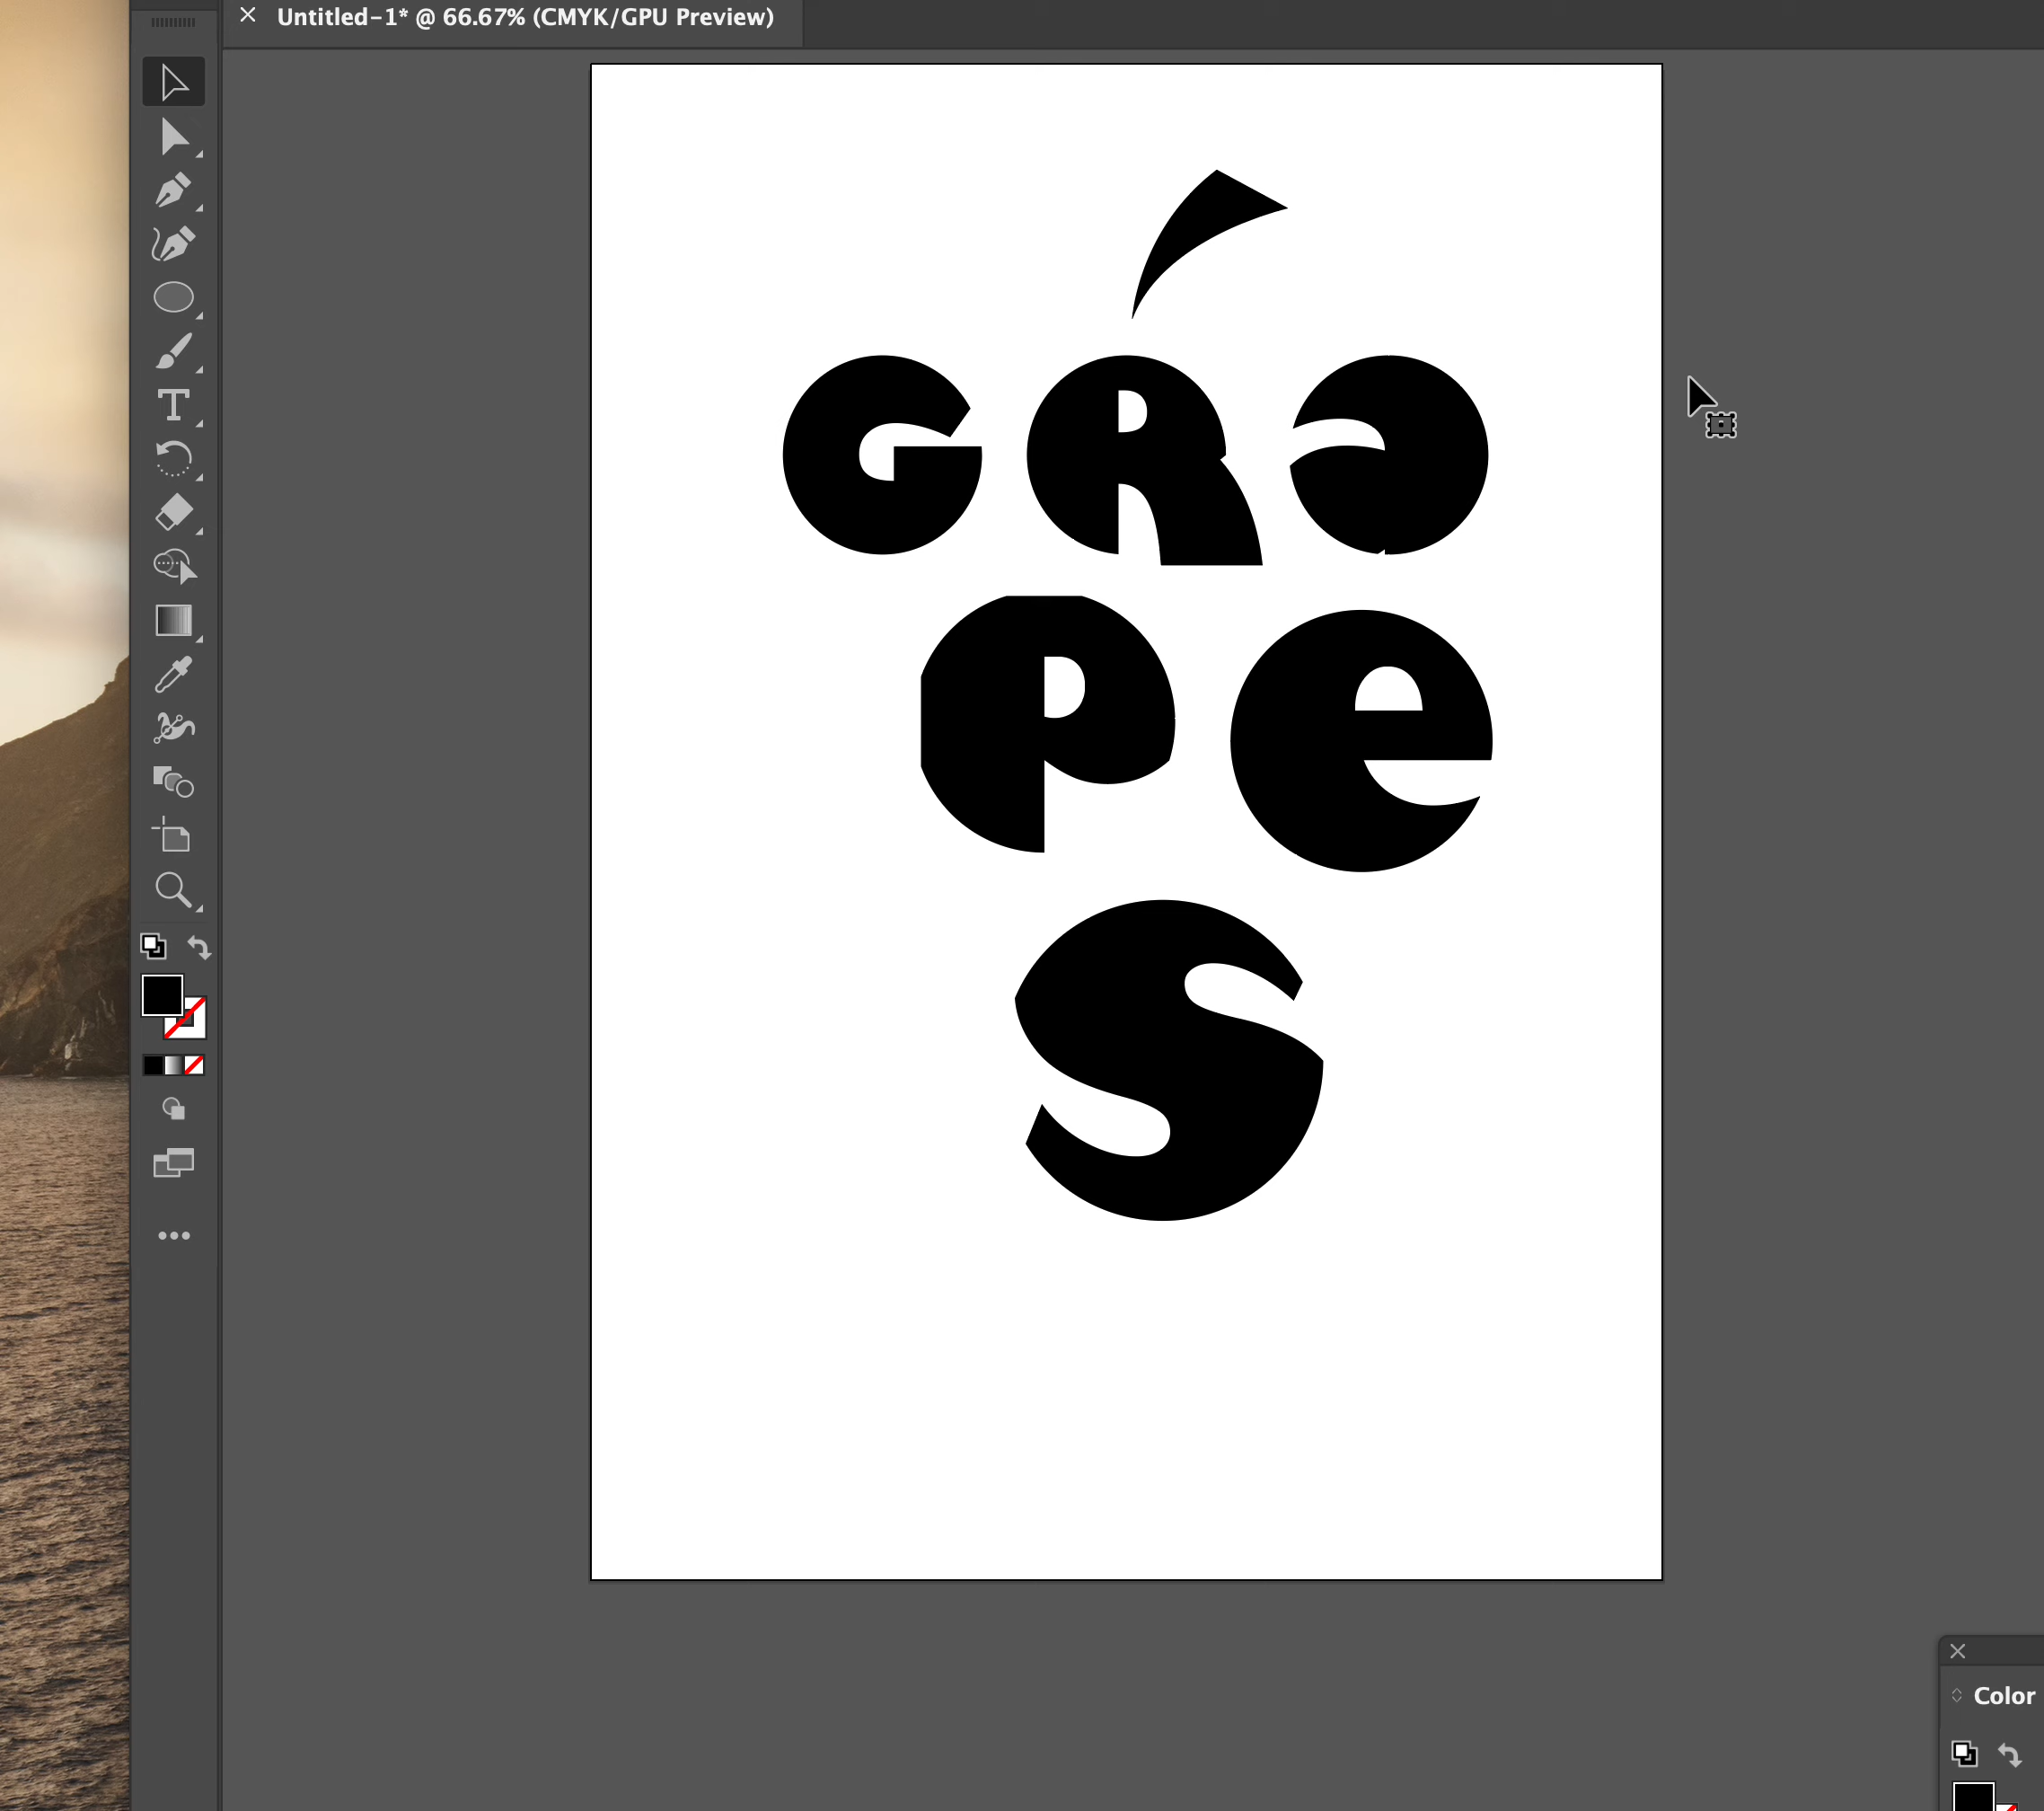 Untitled-1* @ 66.67% (CMYK/GPU Preview)
GRa
Pe
S
Color